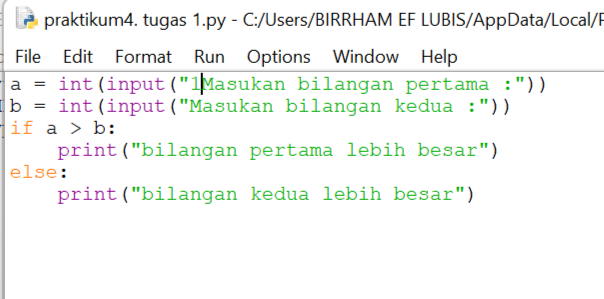 praktikum4. tugas 1.py - C:/Users/BIRRHAM EF LUBIS/AppData/Local/
File Edit Format Run Options Window Help
a = int(input("1Masukan bilangan pertama :"))
b = int(input("Masukan bilangan kedua :"))
if a > b:
    print("bilangan pertama lebih besar")
else:
    print("bilangan kedua lebih besar")